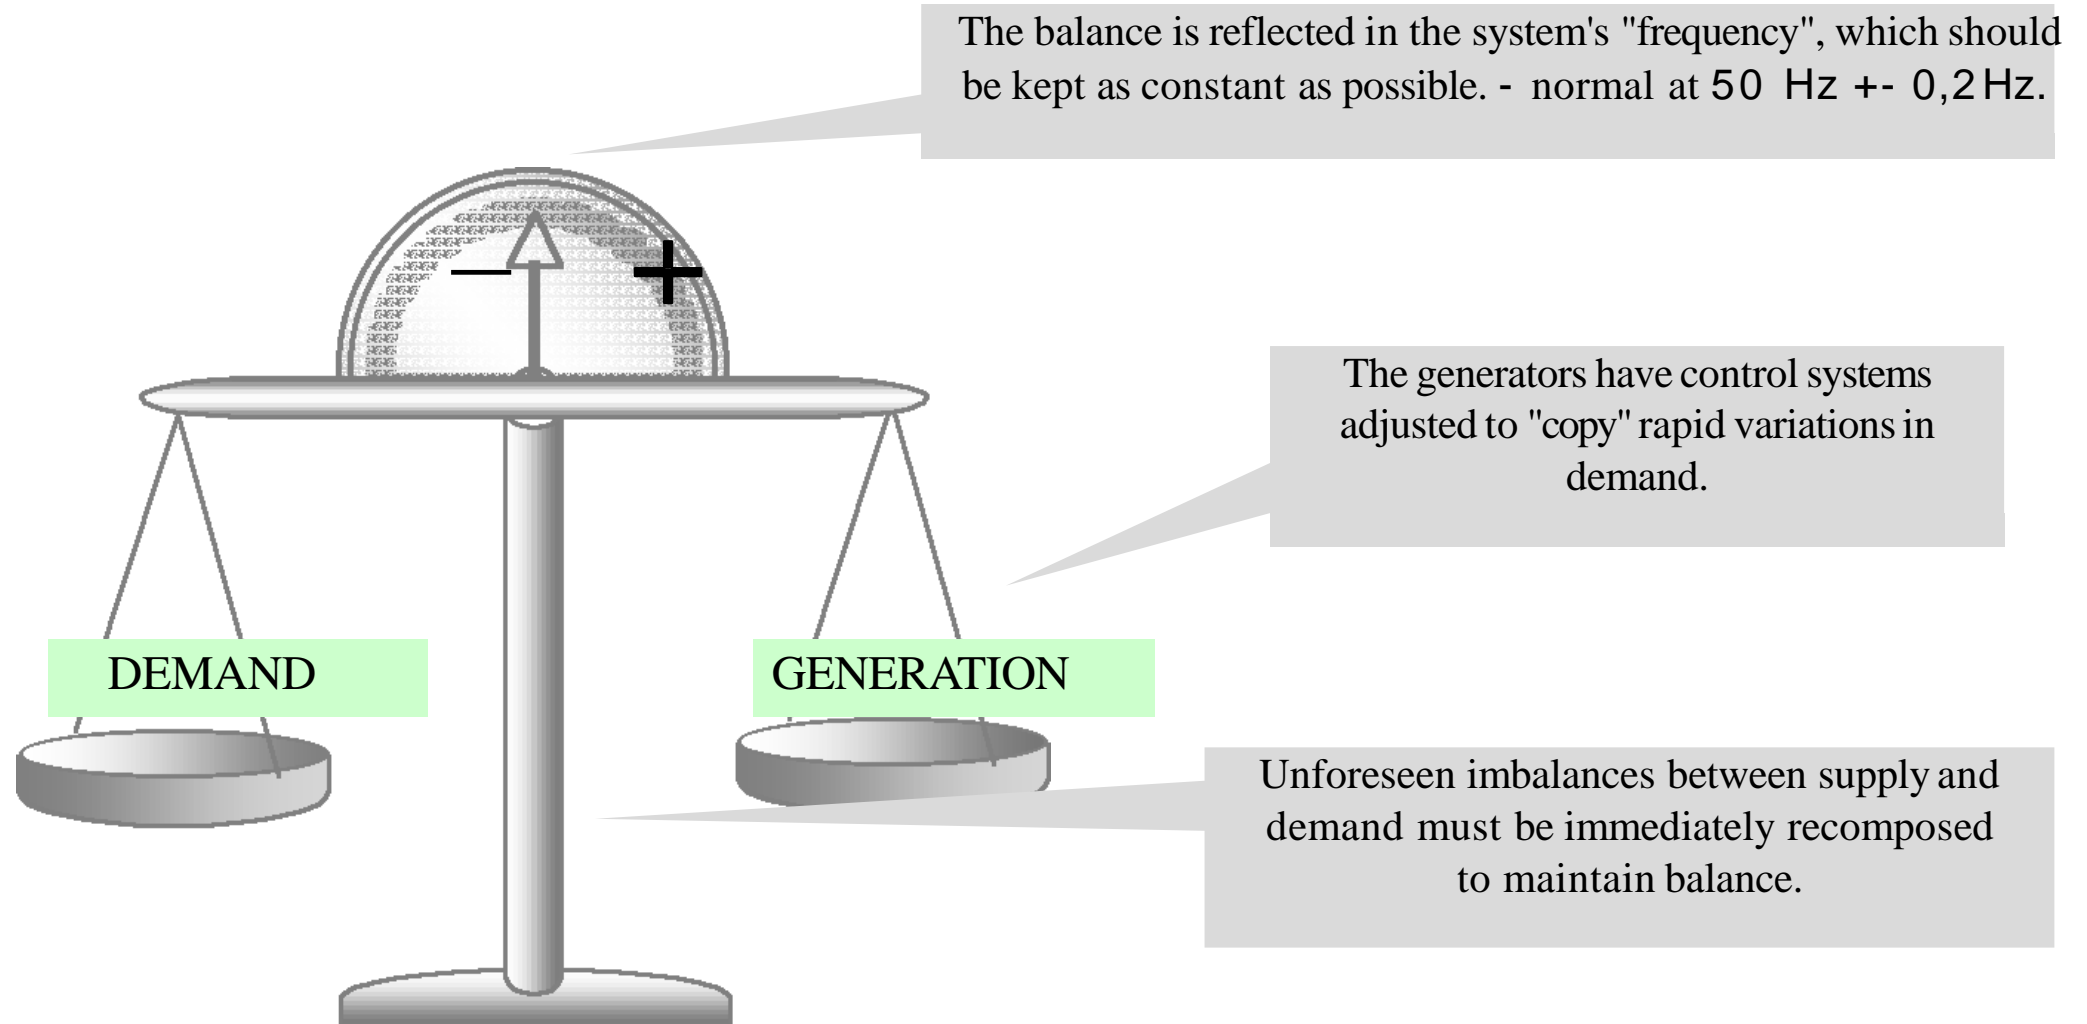 The balance is reflected in the system's "frequency", which should
be kept as constant as possible. - normal at 50 Hz +- 0,2 Hz.
− +
The generators have control systems
adjusted to "copy" rapid variations in
demand.
DEMAND
GENERATION
Unforeseen imbalances between supply and
demand must be immediately recomposed
to maintain balance.